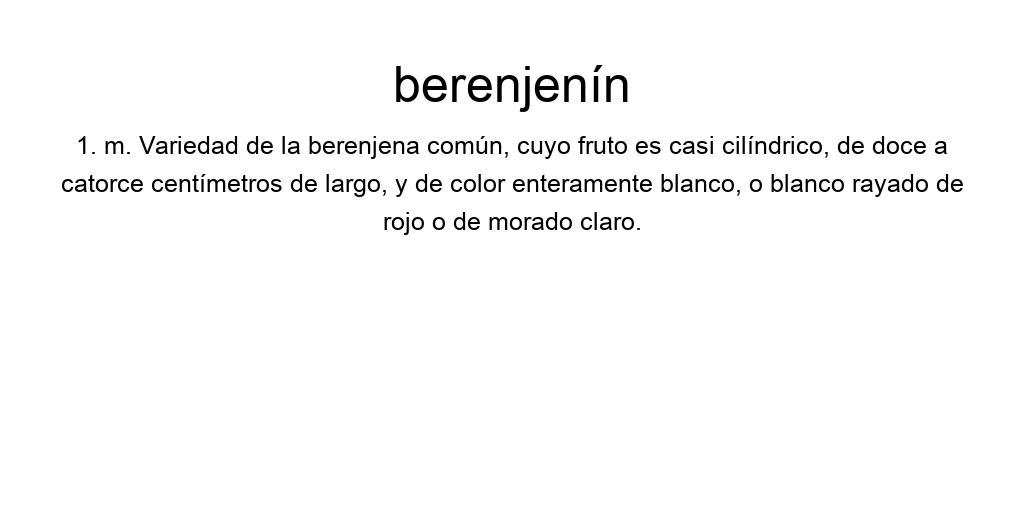 berenjenín
1. m. Variedad de la berenjena común, cuyo fruto es casi cilíndrico, de doce a
catorce centímetros de largo, y de color enteramente blanco, o blanco rayado de
rojo o de morado claro.